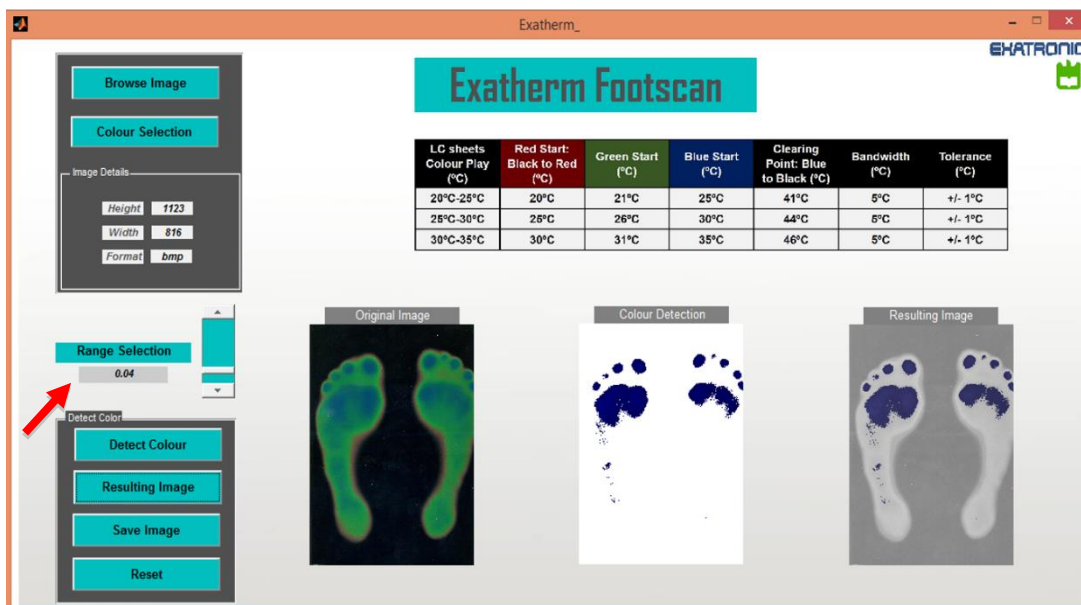 Exatherm_
EXATRONIC
Browse Image
Colour Selection
Image Details
Height 1123
Width 816
Format bmp
Range Selection
0.04
Detect Color
Detect Colour
Resulting Image
Save Image
Reset
Exatherm Footscan
LC sheets Colour Play (ºC) Red Start: Black to Red (ºC) Green Start (ºC) Blue Start (ºC) Clearing Point: Blue to Black (ºC) Bandwidth (ºC) Tolerance (ºC)
20ºC-25ºC 20ºC 21ºC 25ºC 41ºC 5ºC +/- 1ºC
25ºC-30ºC 25ºC 26ºC 30ºC 44ºC 5ºC +/- 1ºC
30ºC-35ºC 30ºC 31ºC 35ºC 46ºC 5ºC +/- 1ºC
Original Image
Colour Detection
Resulting Image